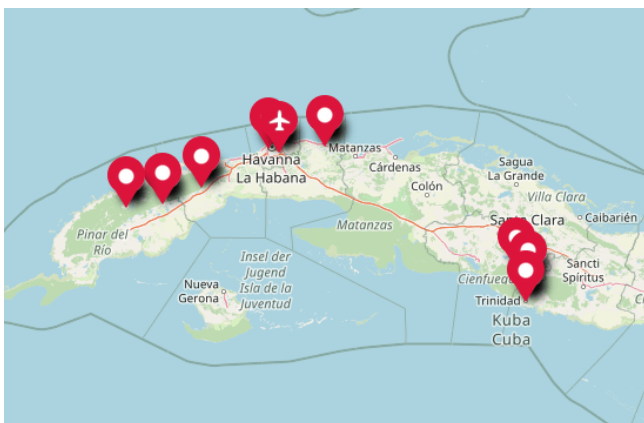 Havanna
La Habana
Matanzas
Cárdenas
Colón
Sagua
La Grande
Villa Clara
Santa Clara
Caibarién
Pinar del
Río
Matanzas
Insel der
Jugend
Isla de la
Juventud
Nueva
Gerona
Sancti
Spíritus
Trinidad
Kuba
Cuba